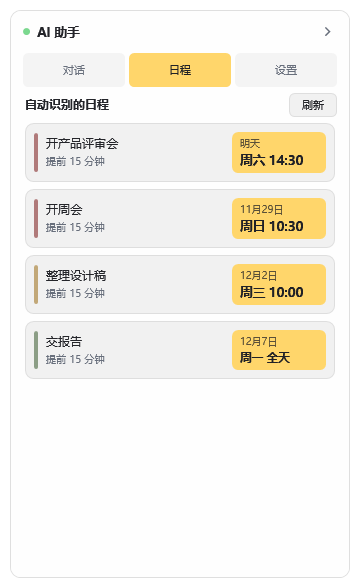 AI 助手
对话
日程
设置
自动识别的日程
刷新
开产品评审会
提前 15 分钟
明天
周六 14:30
开周会
提前 15 分钟
11月29日
周日 10:30
整理设计稿
提前 15 分钟
12月2日
周三 10:00
交报告
提前 15 分钟
12月7日
周一 全天